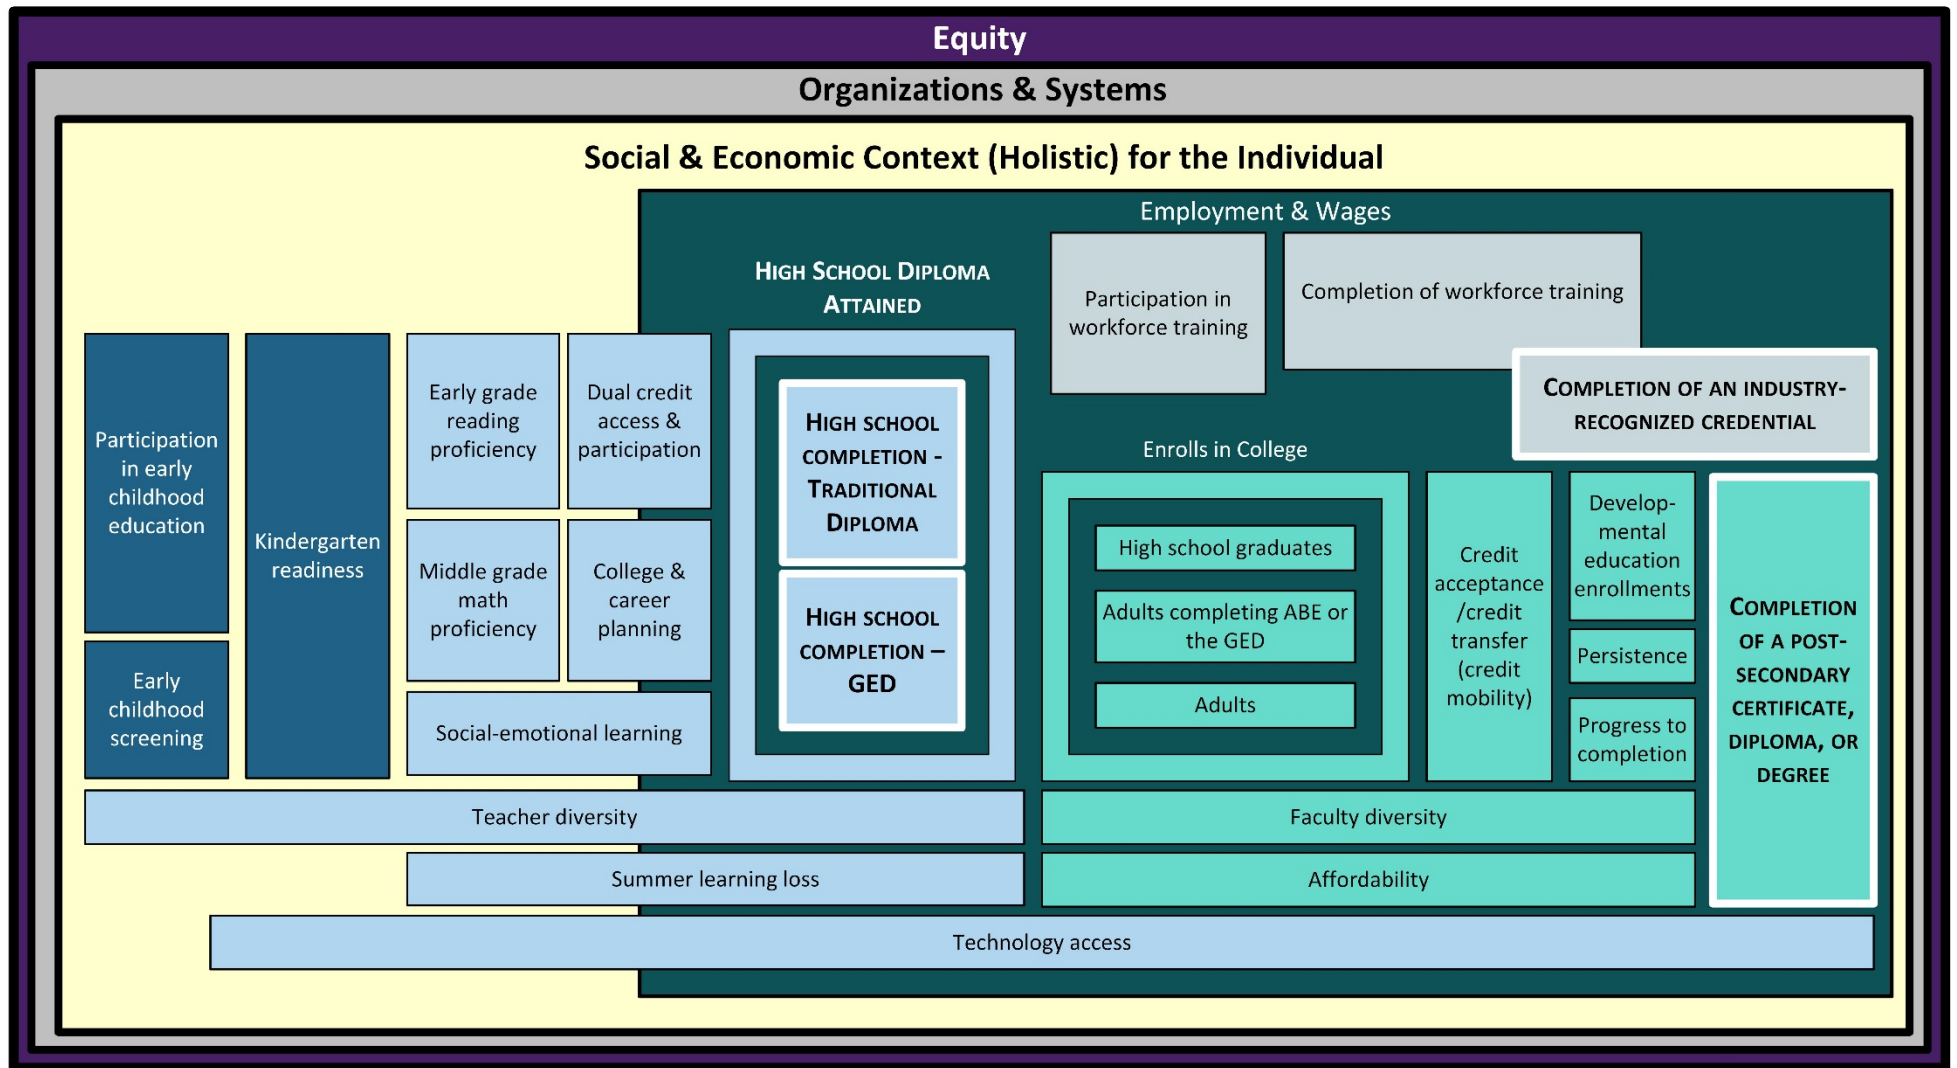 Equity
Organizations & Systems
Social & Economic Context (Holistic) for the Individual
Employment & Wages
HIGH SCHOOL DIPLOMA
ATTAINED
Participation in
workforce training
Completion of workforce training
COMPLETION OF AN INDUSTRY-
RECOGNIZED CREDENTIAL
Participation
in early
childhood
education
Early
childhood
screening
Kindergarten
readiness
Early grade
reading
proficiency
Dual credit
access &
participation
Middle grade
math
proficiency
College &
career
planning
Social-emotional learning
HIGH SCHOOL
COMPLETION -
TRADITIONAL
DIPLOMA
HIGH SCHOOL
COMPLETION –
GED
Enrolls in College
High school graduates
Adults completing ABE or
the GED
Adults
Credit
acceptance
/credit
transfer
(credit
mobility)
Develop-
mental
education
enrollments
Persistence
Progress to
completion
COMPLETION
OF A POST-
SECONDARY
CERTIFICATE,
DIPLOMA, OR
DEGREE
Teacher diversity
Faculty diversity
Summer learning loss
Affordability
Technology access